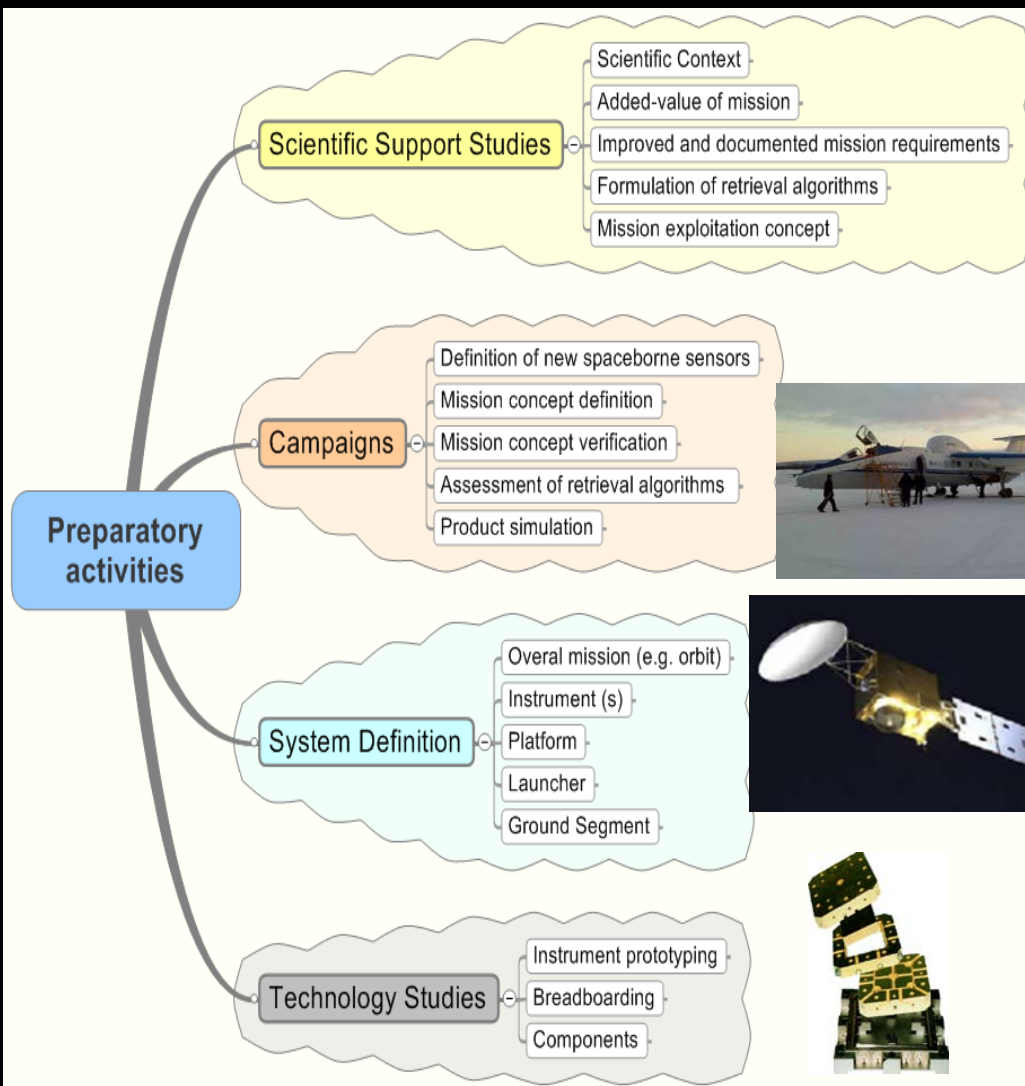 Preparatory
activities
Scientific Support Studies
Scientific Context
Added-value of mission
Improved and documented mission requirements
Formulation of retrieval algorithms
Mission exploitation concept
Campaigns
Definition of new spaceborne sensors
Mission concept definition
Mission concept verification
Assessment of retrieval algorithms
Product simulation
System Definition
Overal mission (e.g. orbit)
Instrument (s)
Platform
Launcher
Ground Segment
Technology Studies
Instrument prototyping
Breadboarding
Components